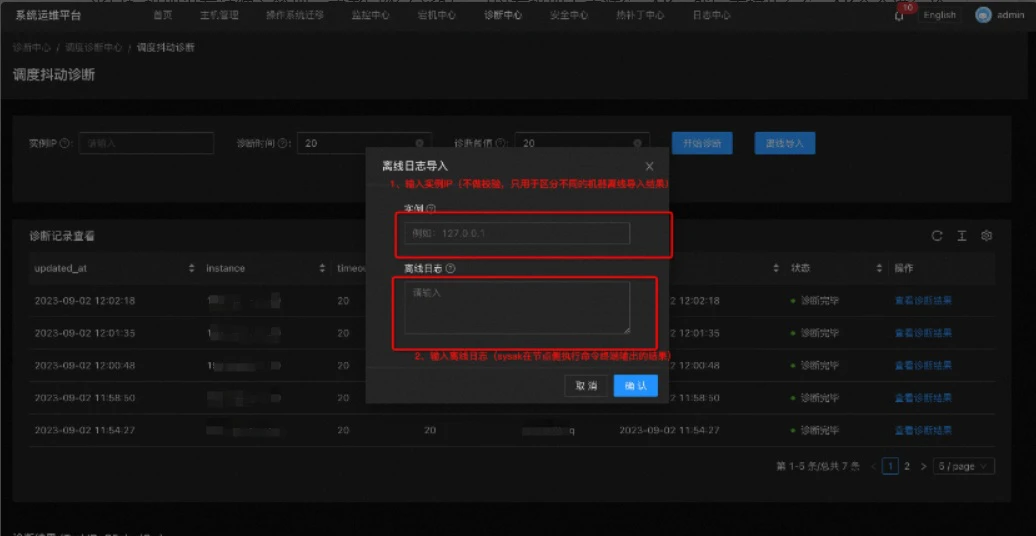 系统运维平台 首页 主机管理 操作系统迁移 监控中心 宕机中心 诊断中心 安全中心 热补丁中心 日志中心 10 English admin
诊断中心 / 调度诊断中心 / 调度抖动诊断
调度抖动诊断
实例IP : 请输入 诊断时间 : 20 诊断阈值 : 20 开始诊断 离线导入
离线日志导入
1、输入实例IP（不做校验，只用于区分不同的机器离线导入结果）
实例
例如：127.0.0.1
离线日志
请输入
2、输入离线日志（sysak在节点侧执行命令终端输出的结果）
取 消 确 认
诊断记录查看
updated_at instance timeou 状态 操作
2023-09-02 12:02:18 20 12:02:18 诊断完毕 查看诊断结果
2023-09-02 12:01:35 20 12:01:35 诊断完毕 查看诊断结果
2023-09-02 12:00:48 20 12:00:48 诊断完毕 查看诊断结果
2023-09-02 11:58:50 20 11:58:50 诊断完毕 查看诊断结果
2023-09-02 11:54:27 20 20 q 2023-09-02 11:54:27 诊断完毕 查看诊断结果
第 1-5 条/总共 7 条 < 1 2 > 5 / page